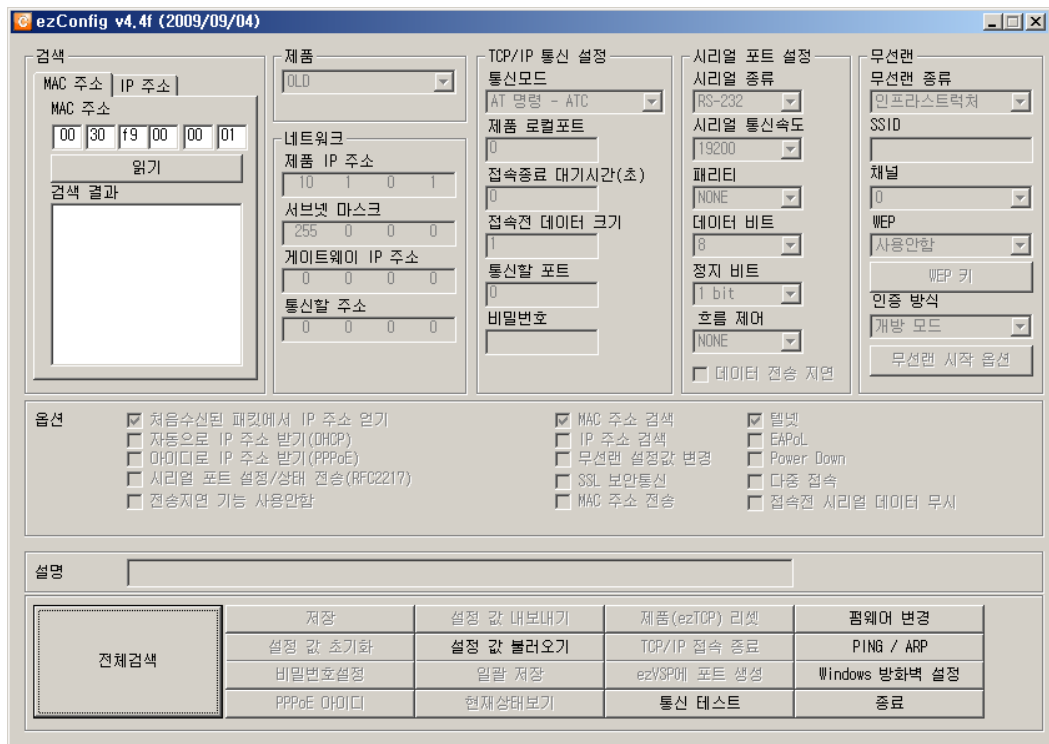 ezConfig v4.4f (2009/09/04)
검색
MAC 주소
IP 주소
MAC 주소
00 30 f9 00 00 01
읽기
검색 결과
제품
OLD
네트워크
제품 IP 주소
10 1 0 1
서브넷 마스크
255 0 0 0
게이트웨이 IP 주소
0 0 0 0
통신할 주소
0 0 0 0
TCP/IP 통신 설정
통신모드
AT 명령 - ATC
제품 로컬포트
0
접속종료 대기시간(초)
0
접속전 데이터 크기
1
통신할 포트
0
비밀번호
시리얼 포트 설정
시리얼 종류
RS-232
시리얼 통신속도
19200
패리티
NONE
데이터 비트
8
정지 비트
1 bit
흐름 제어
NONE
데이터 전송 지연
무선랜
무선랜 종류
인프라스트럭처
SSID
채널
0
WEP
사용안함
WEP 키
인증 방식
개방 모드
무선랜 시작 옵션
옵션
처음수신된 패킷에서 IP 주소 얻기
자동으로 IP 주소 받기(DHCP)
아이디로 IP 주소 받기(PPPoE)
시리얼 포트 설정/상태 전송(RFC2217)
전송지연 기능 사용안함
MAC 주소 검색
IP 주소 검색
무선랜 설정값 변경
SSL 보안통신
MAC 주소 전송
텔넷
EAPoL
Power Down
다중 접속
접속전 시리얼 데이터 무시
설명
전체검색
저장
설정 값 내보내기
제품(ezTCP) 리셋
펌웨어 변경
설정 값 초기화
설정 값 불러오기
TCP/IP 접속 종료
PING / ARP
비밀번호설정
일괄 저장
ezVSP에 포트 생성
Windows 방화벽 설정
PPPoE 아이디
현재상태보기
통신 테스트
종료